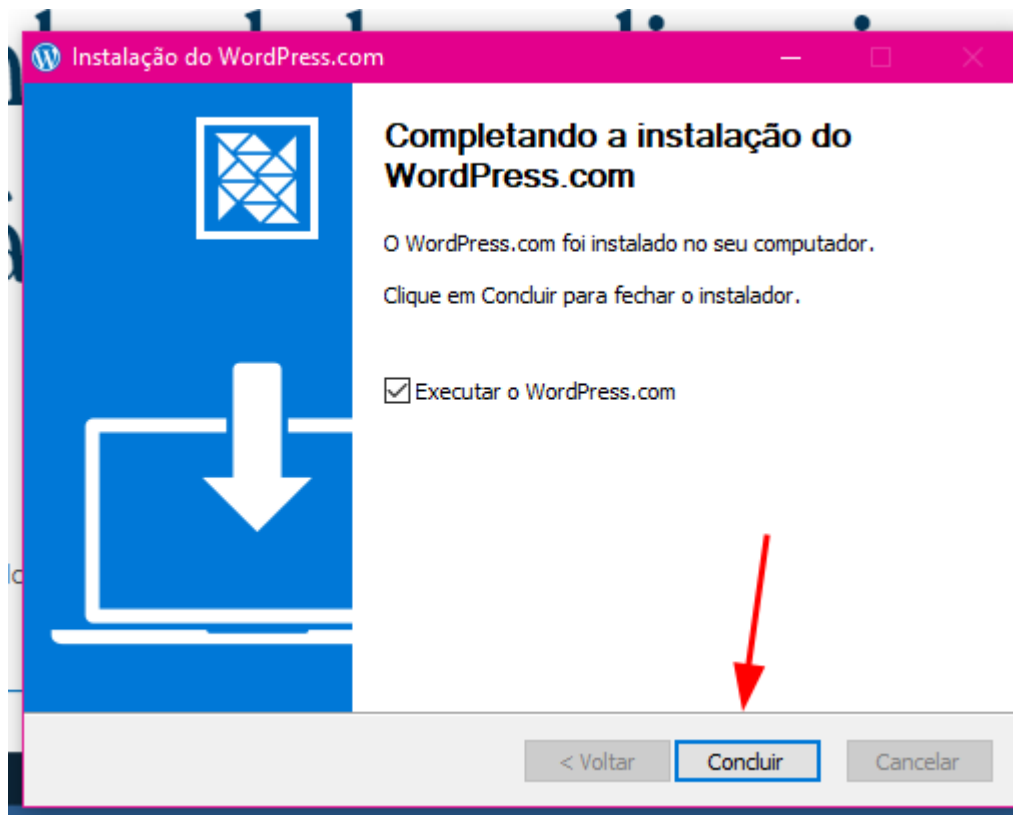 Instalação do WordPress.com
Completando a instalação do
WordPress.com
O WordPress.com foi instalado no seu computador.
Clique em Concluir para fechar o instalador.
Executar o WordPress.com
< Voltar
Concluir
Cancelar